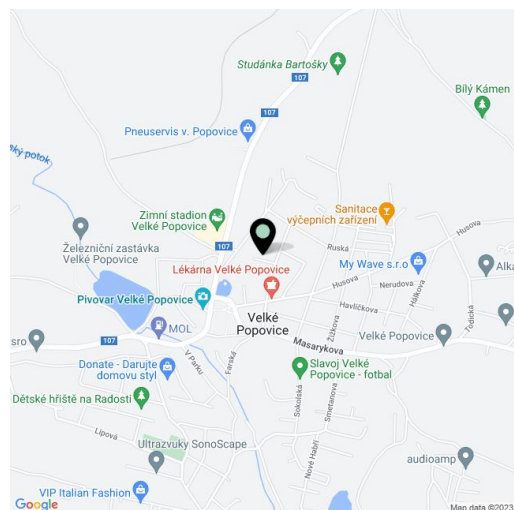 Studánka Bartošky
107
Bílý Kámen
107
Pneuservis v. Popovice
ký potok
Zimní stadion
Velké Popovice
Sanitace
výčepních zařízení
Železniční zastávka
Velké Popovice
107
Ruská
Husova
My Wave s.r.o
Alka
Lékárna Velké Popovice
Husova
Nerudova
Hálkova
Pivovar Velké Popovice
Havlíčkova
Todická
Velké
Popovice
MOL
107
sro
Masarykova
Žižkova
Velké Popovice
V Parku
Farská
Donate - Darujte
domovu styl
Slavoj Velké
Popovice - fotbal
Dětské hřiště na Radosti
Sokolská
Smetanova
Lipová
Ultrazvuky SonoScape
Nové Habří
audioamp
VIP Italian Fashion
Google
Map data ©2023